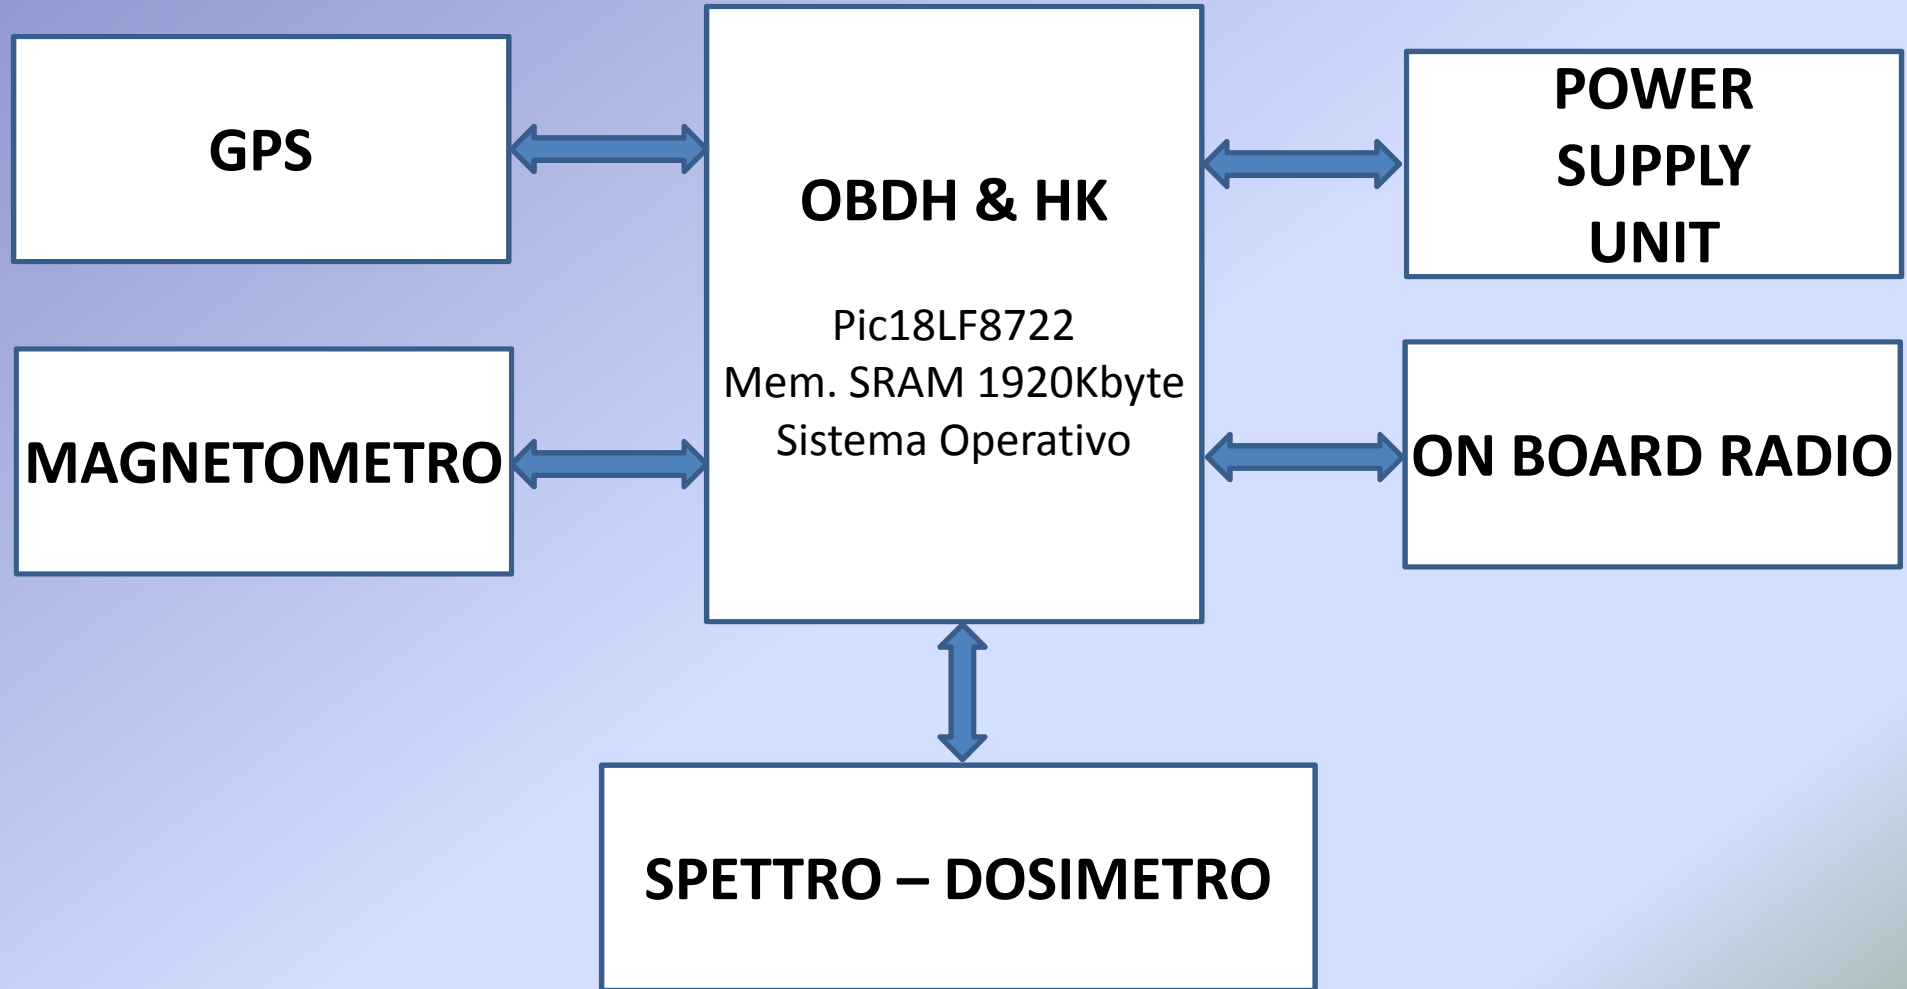 GPS
OBDH & HK
Pic18LF8722
Mem. SRAM 1920Kbyte
Sistema Operativo
POWER
SUPPLY
UNIT
MAGNETOMETRO
ON BOARD RADIO
SPETTRO – DOSIMETRO